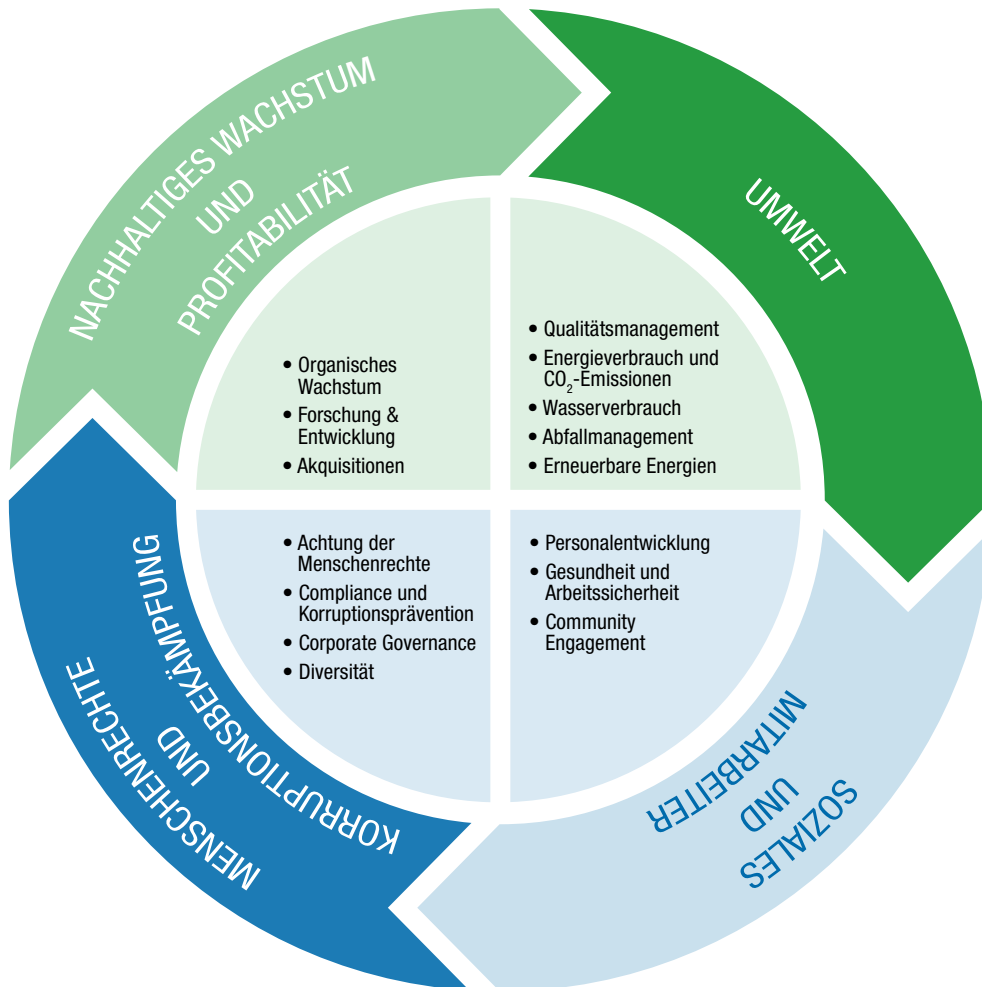 NACHHALTIGES WACHSTUM
UND
PROFITABILITÄT
• Organisches
Wachstum
• Forschung &
Entwicklung
• Akquisitionen
UMWELT
• Qualitätsmanagement
• Energieverbrauch und
CO₂-Emissionen
• Wasserverbrauch
• Abfallmanagement
• Erneuerbare Energien
SOZIALES
UND
MITARBEITER
• Personalentwicklung
• Gesundheit und
Arbeitssicherheit
• Community
Engagement
MENSCHENRECHTE
UND
KORRUPTIONSBEKÄMPFUNG
• Achtung der
Menschenrechte
• Compliance und
Korruptionsprävention
• Corporate Governance
• Diversität